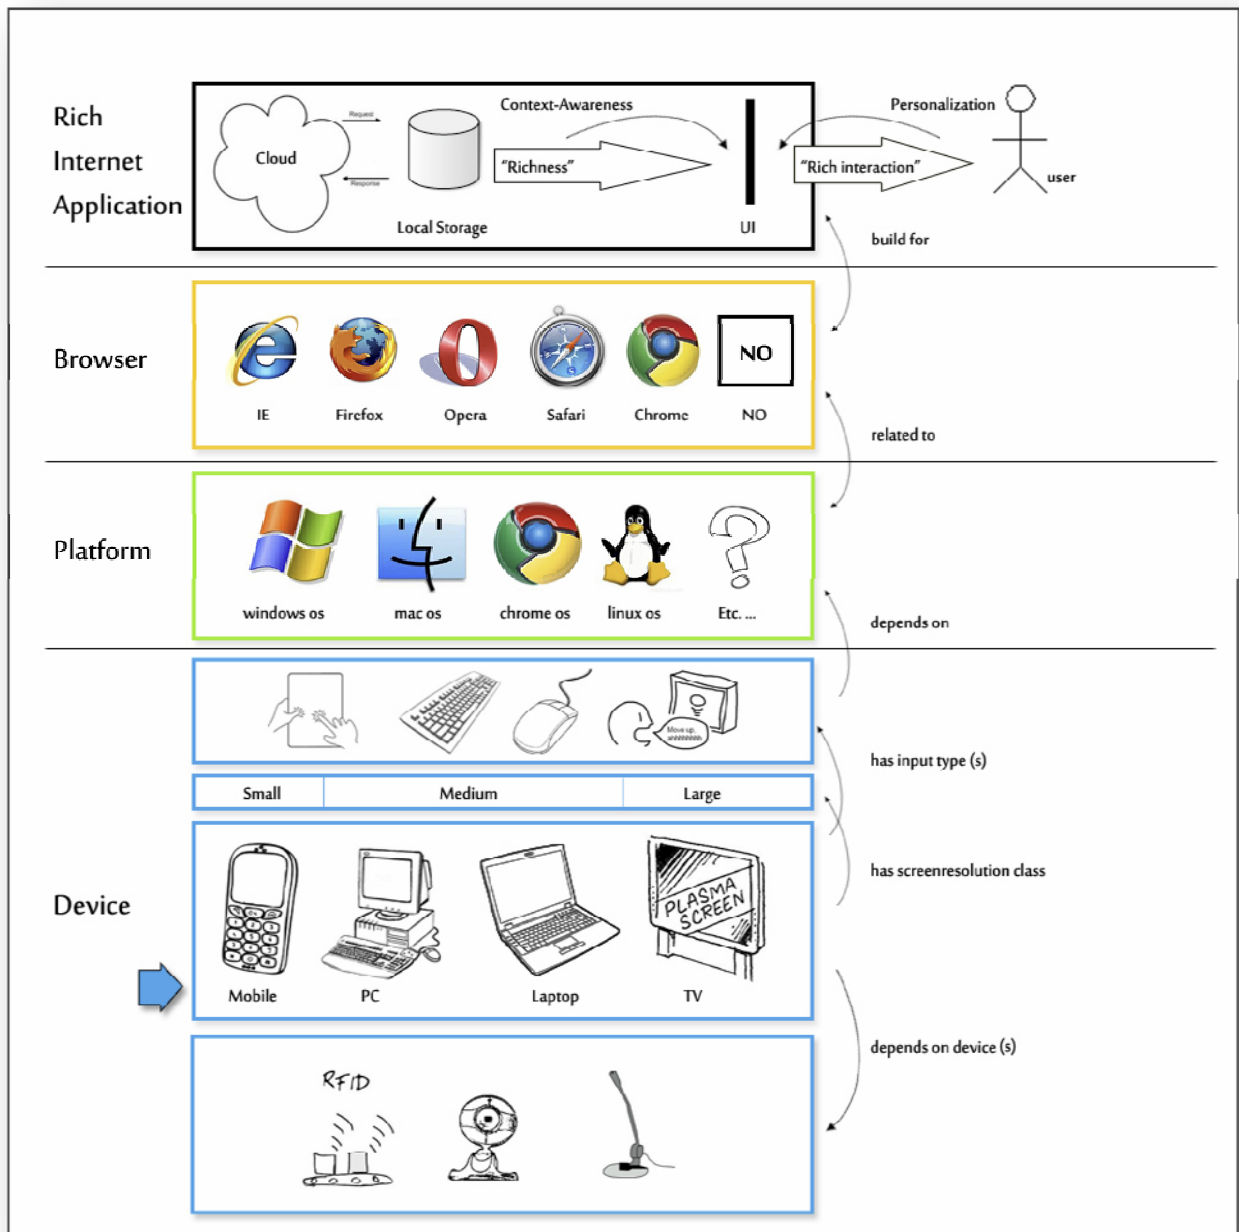 Rich
Internet
Application
Cloud
Request
Response
Local Storage
Context-Awareness
"Richness"
UI
Personalization
"Rich interaction"
user
build for
Browser
NO
IE
Firefox
Opera
Safari
Chrome
NO
related to
Platform
windows os
mac os
chrome os
linux os
Etc. ...
depends on
Move up,
has input type (s)
Small
Medium
Large
has screenresolution class
Device
PLASMA
SCREEN
Mobile
PC
Laptop
TV
depends on device (s)
RFID